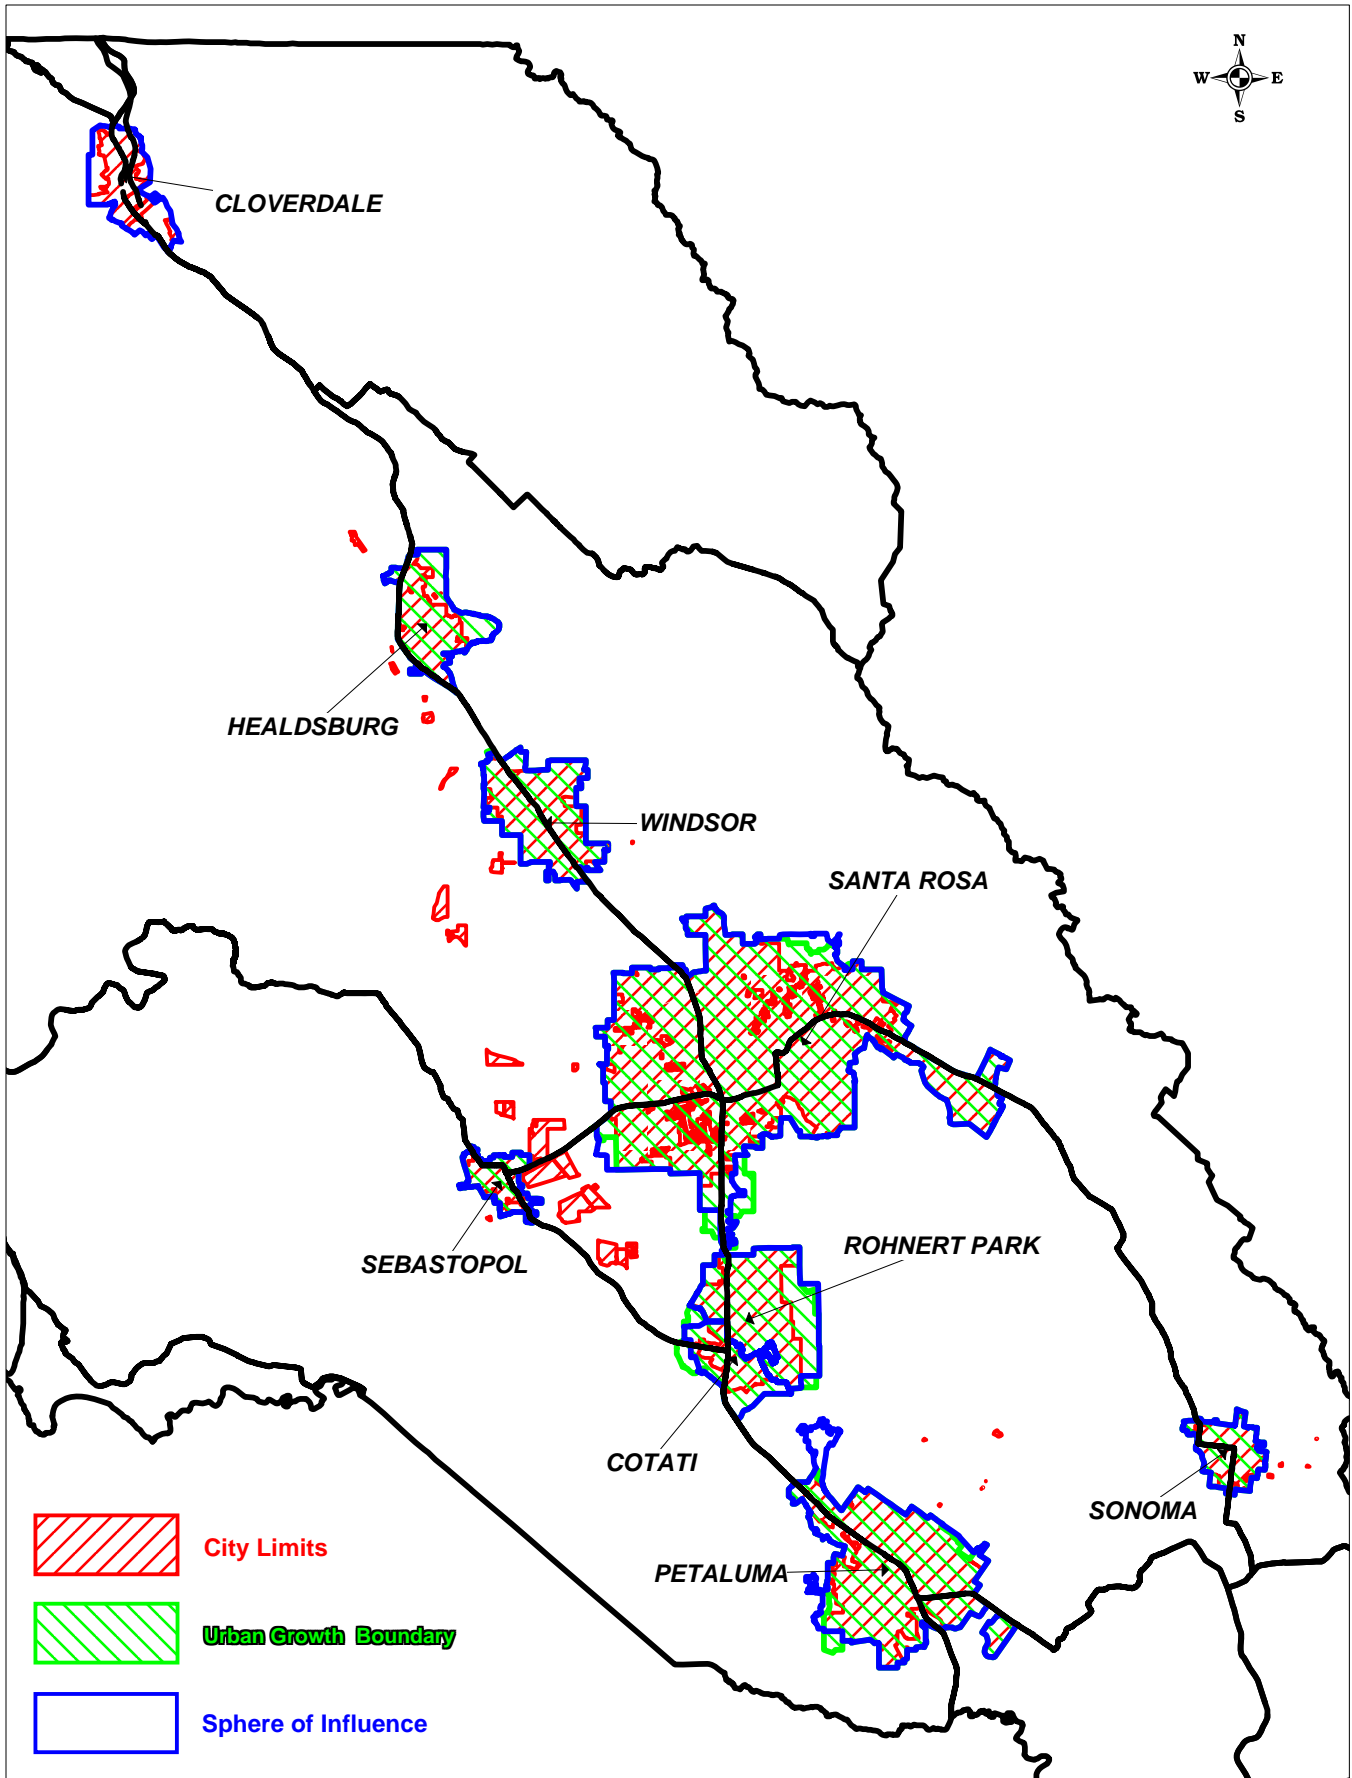 N
W E
S
CLOVERDALE
HEALDSBURG
WINDSOR
SANTA ROSA
SEBASTOPOL
ROHNERT PARK
COTATI
SONOMA
PETALUMA
City Limits
Urban Growth Boundary
Sphere of Influence